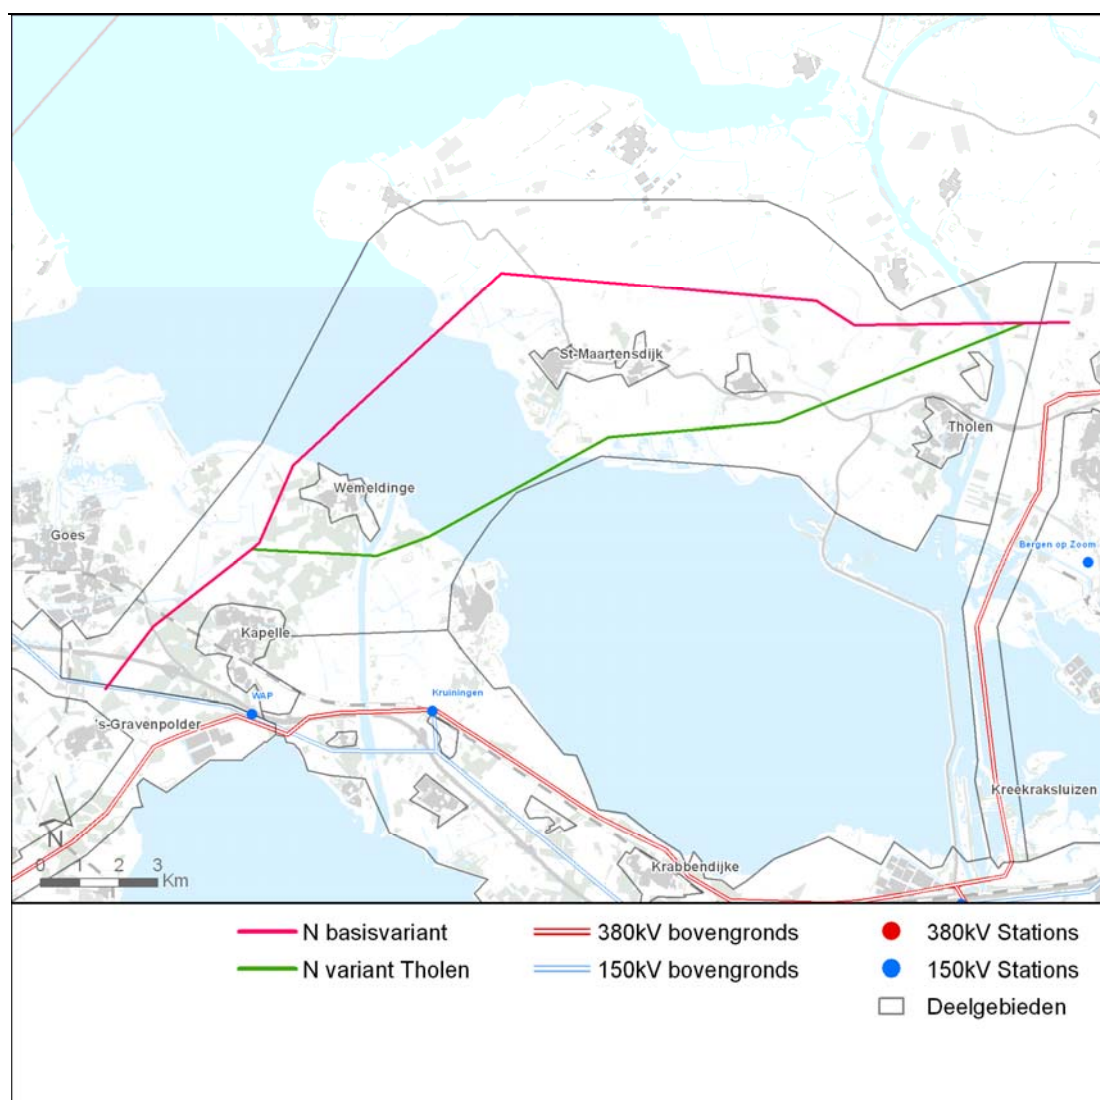 St-Maartensdijk
Tholen
Wemeldinge
Goes
Bergen op Zoom
Kapelle
WAP
Kruiningen
's-Gravenpolder
Kreekraksluizen
N
0 1 2 3
Km
Krabbendijke
N basisvariant
380kV bovengronds
380kV Stations
N variant Tholen
150kV bovengronds
150kV Stations
Deelgebieden